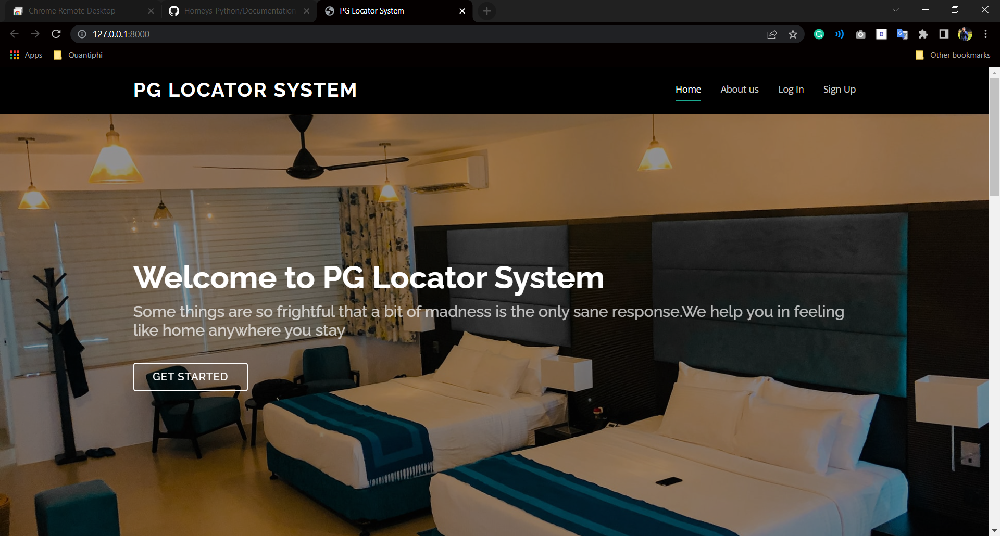 Chrome Remote Desktop
Homeys-Python/Documentation
PG Locator System
127.0.0.1:8000
Apps
Quantiphi
Other bookmarks
PG LOCATOR SYSTEM
Home
About us
Log In
Sign Up
Welcome to PG Locator System
Some things are so frightful that a bit of madness is the only sane response.We help you in feeling
like home anywhere you stay
GET STARTED